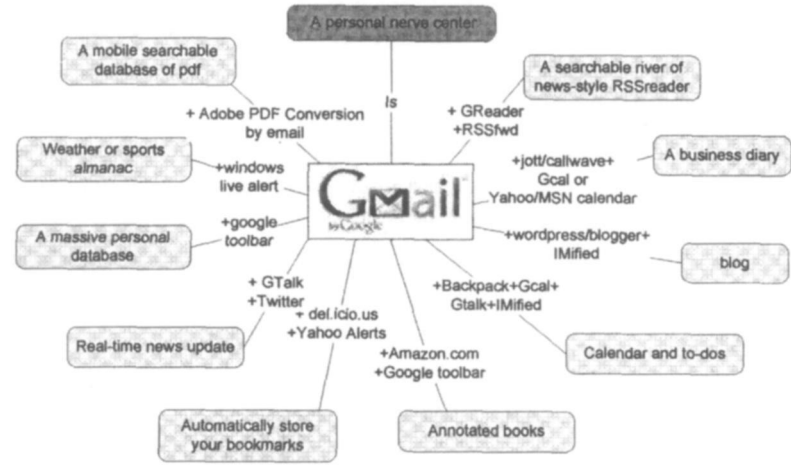 A personal nerve center
A mobile searchable
database of pdf
A searchable river of
news-style RSSreader
Is
+ Adobe PDF Conversion
by email
+ GReader
+RSSfwd
Weather or sports
almanac
+windows
live alert
Gmail
by Google
+jott/callwave+
Gcal or
Yahoo/MSN calendar
A business diary
A massive personal
database
+google
toolbar
+wordpress/blogger+
IMified
blog
+ GTalk
+Twitter
+Backpack+Gcal+
Gtalk+IMified
Real-time news update
+ del.icio.us
+Yahoo Alerts
+Amazon.com
+Google toolbar
Calendar and to-dos
Automatically store
your bookmarks
Annotated books